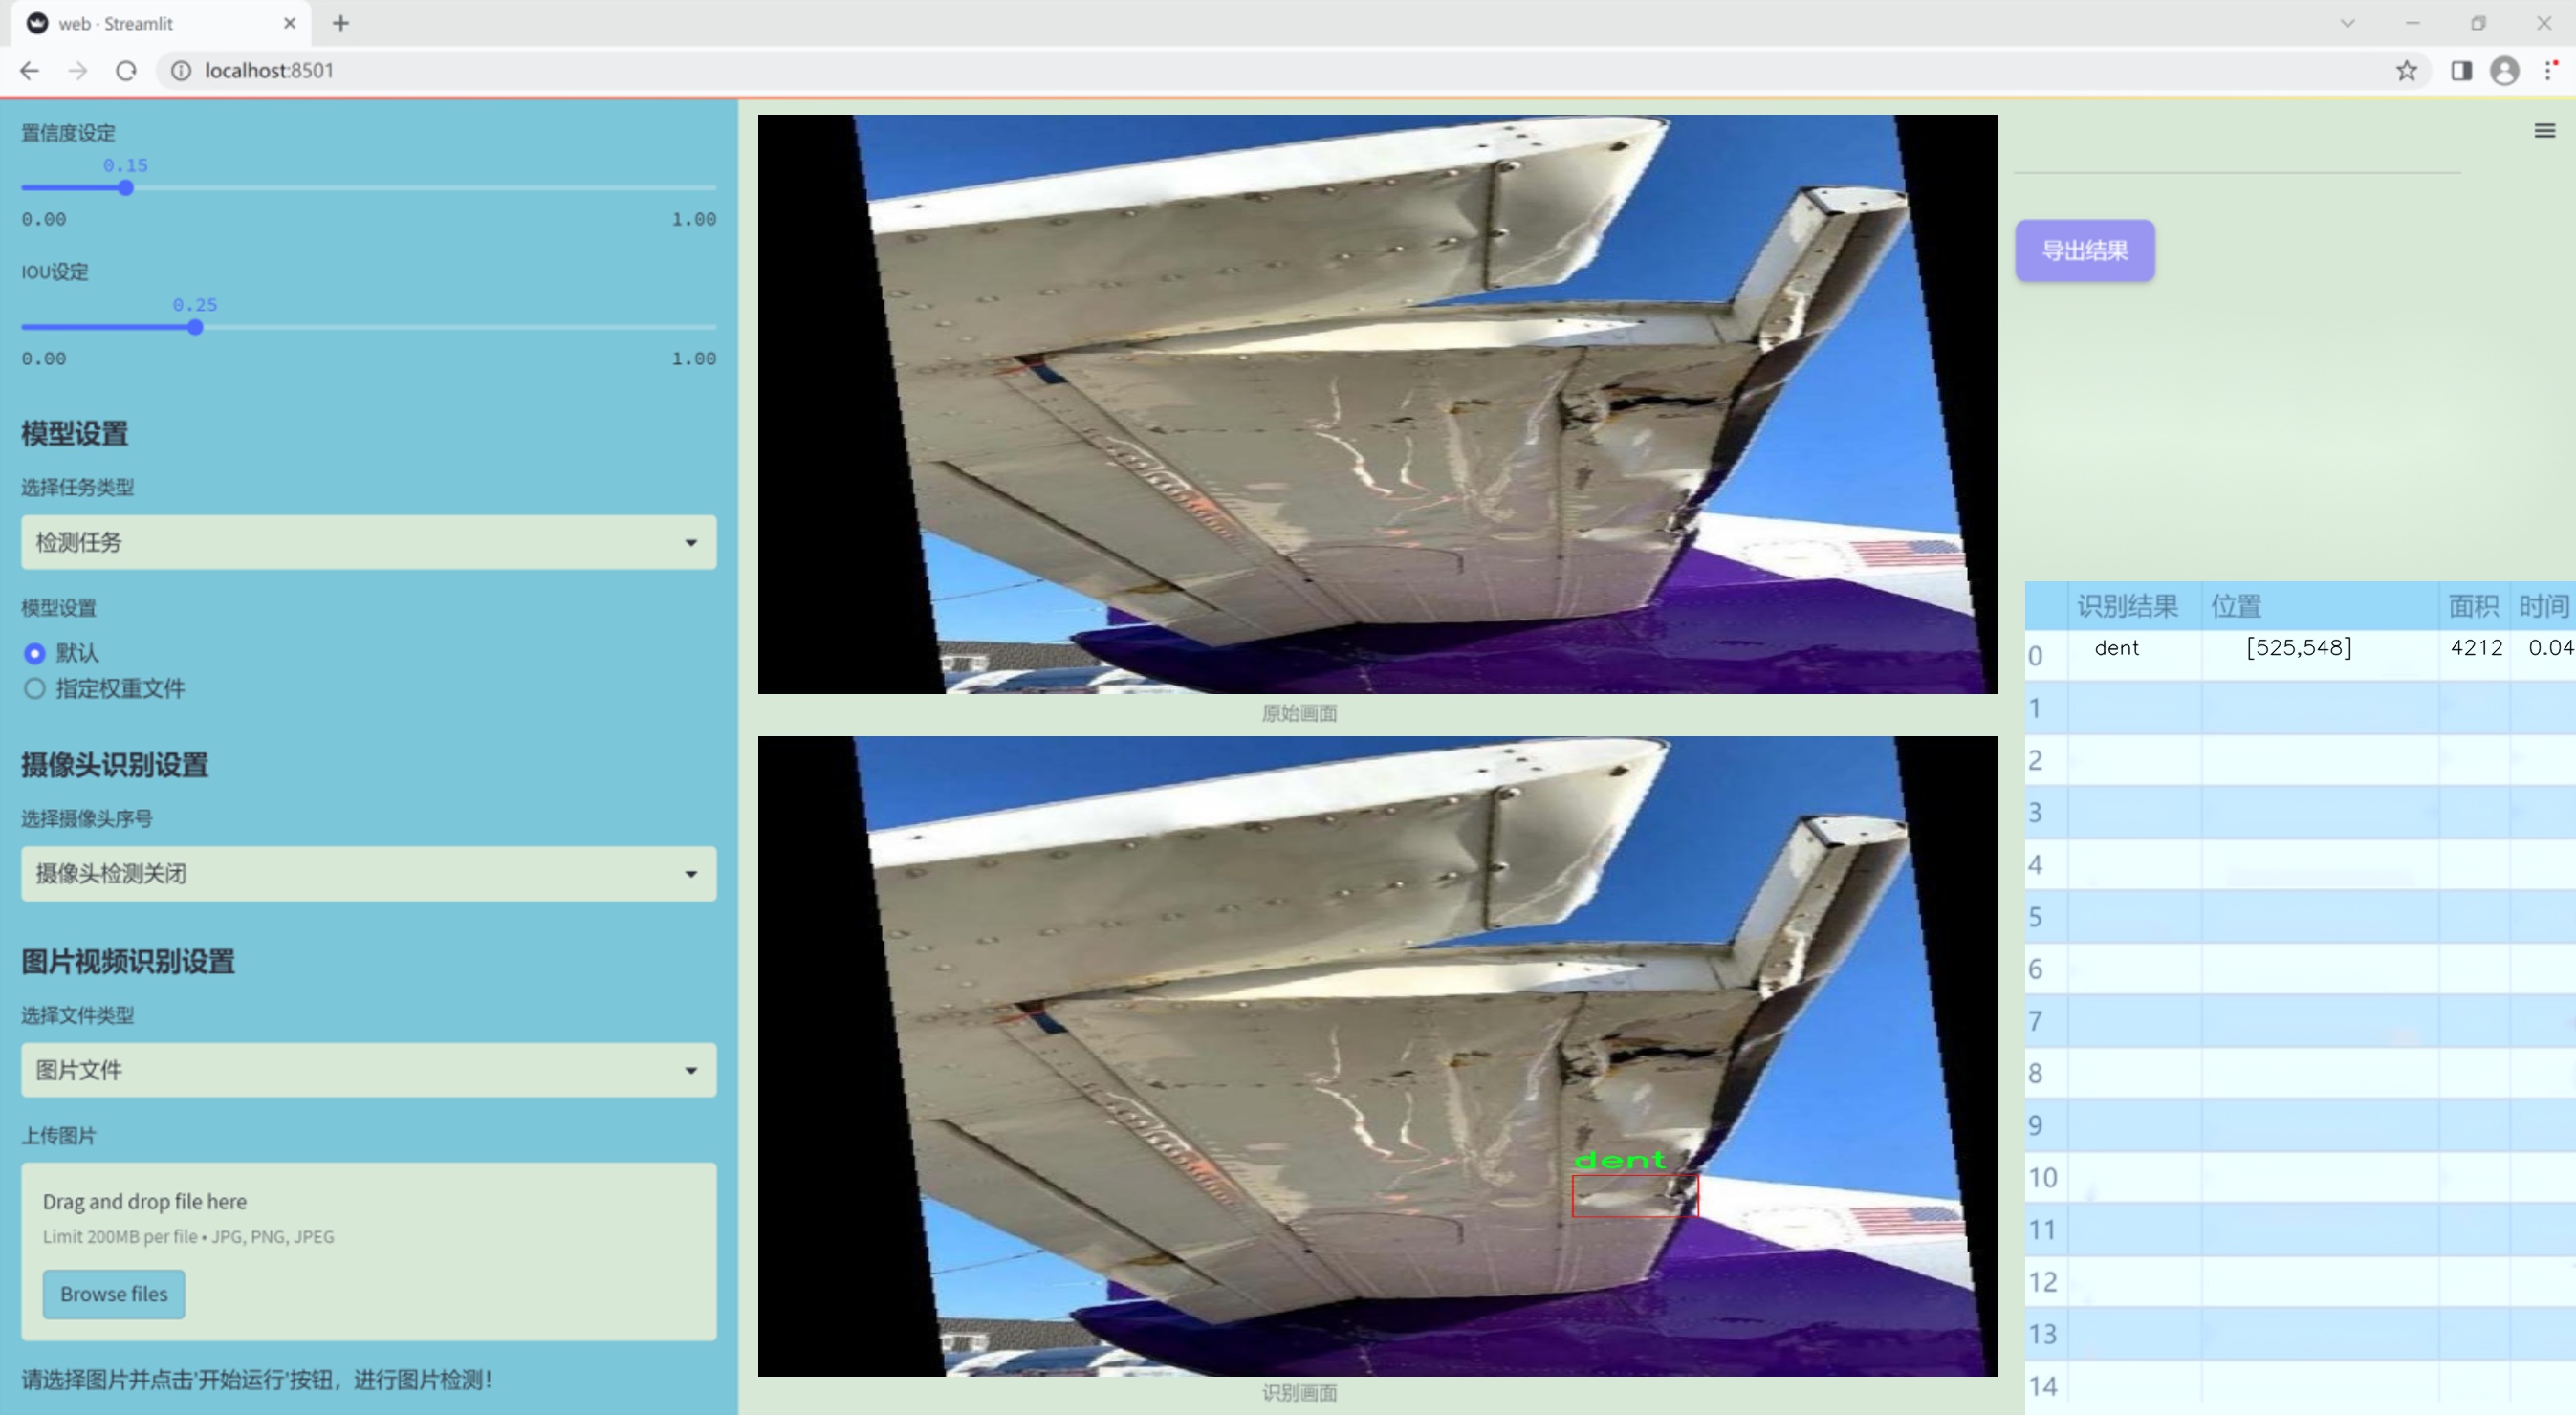 web · Streamlit
localhost:8501
置信度设定
0.15
0.00 1.00
IOU设定
0.25
0.00 1.00
模型设置
选择任务类型
检测任务
模型设置
默认
指定权重文件
摄像头识别设置
选择摄像头序号
摄像头检测关闭
图片视频识别设置
选择文件类型
图片文件
上传图片
Drag and drop file here
Limit 200MB per file • JPG, PNG, JPEG
Browse files
请选择图片并点击'开始运行'按钮，进行图片检测！
原始画面
dent
识别画面
导出结果
识别结果 位置 面积 时间
0 dent [525,548] 4212 0.04
1
2
3
4
5
6
7
8
9
10
11
12
13
14